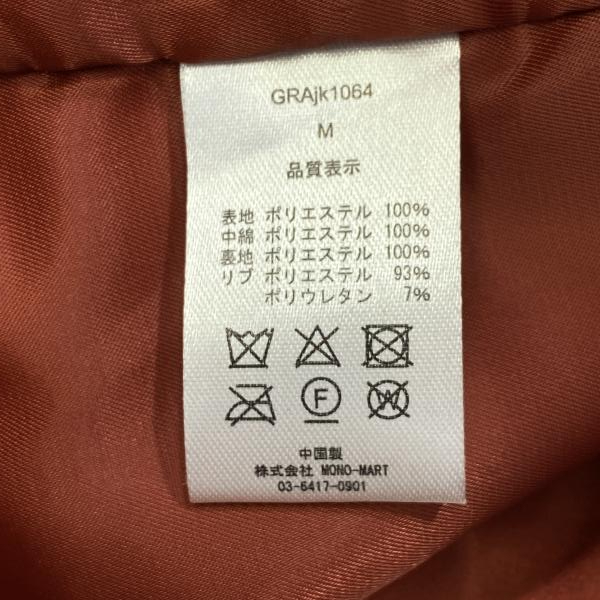 GRAjk1064
M
品質表示
表地 ポリエステル 100%
中綿 ポリエステル 100%
裏地 ポリエステル 100%
リブ ポリエステル 93%
ポリウレタン 7%
F
W
中国製
株式会社 MONO-MART
03-6417-0901